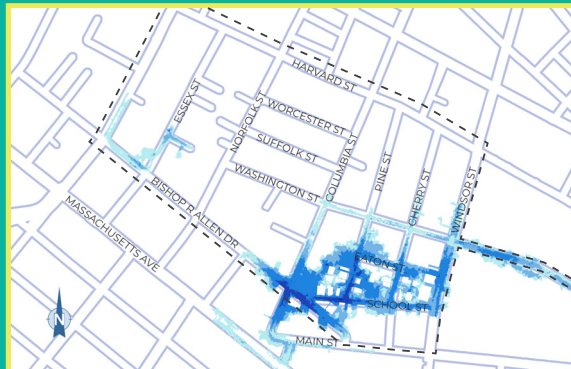 HARVARD ST
ESSEX ST
WORCESTER ST
NORFOLK ST
SUFFOLK ST
COLUMBIA ST
PINE ST
CHERRY ST
WINDSOR ST
WASHINGTON ST
BISHOP R ALLEN DR
MASSACHUSETTS AVE
EATON ST
SCHOOL ST
MAIN ST
N